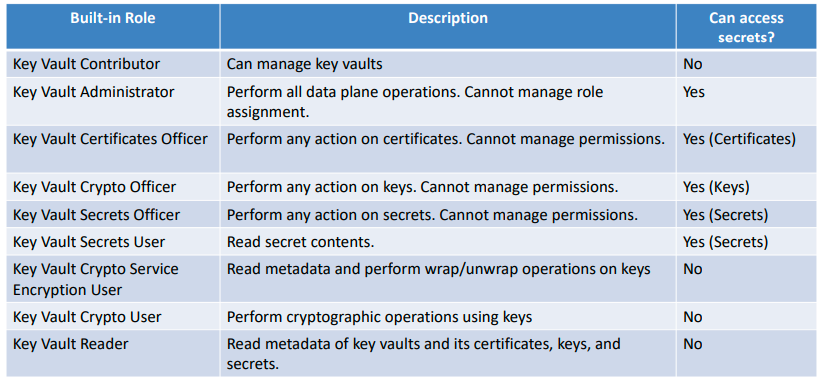 Built-in Role Description Can access
secrets?
Key Vault Contributor Can manage key vaults No
Key Vault Administrator Perform all data plane operations. Cannot manage role Yes
assignment.
Key Vault Certificates Officer Perform any action on certificates. Cannot manage permissions. Yes (Certificates)
Key Vault Crypto Officer Perform any action on keys. Cannot manage permissions. Yes (Keys)
Key Vault Secrets Officer Perform any action on secrets. Cannot manage permissions. Yes (Secrets)
Key Vault Secrets User Read secret contents. Yes (Secrets)
Key Vault Crypto Service Read metadata and perform wrap/unwrap operations on keys No
Encryption User
Key Vault Crypto User Perform cryptographic operations using keys No
Key Vault Reader Read metadata of key vaults and its certificates, keys, and No
secrets.